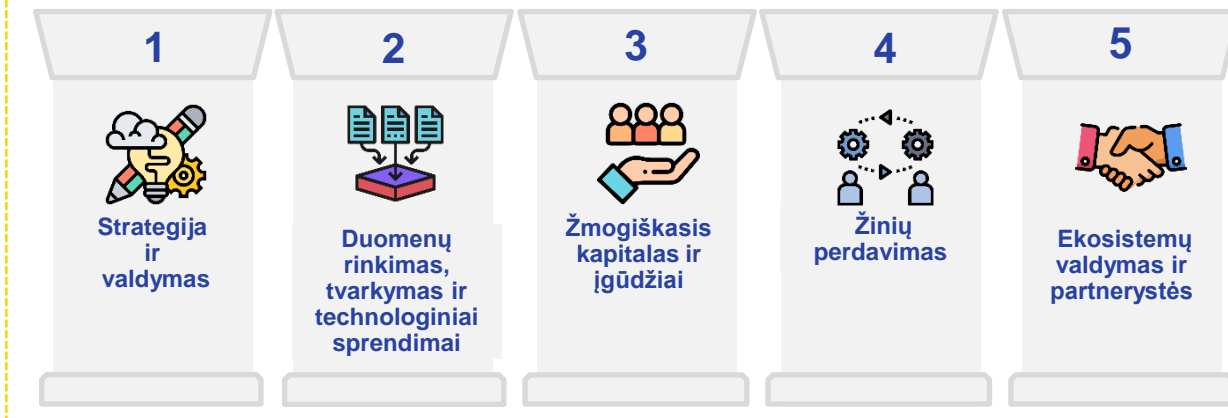 1
Strategija
ir
valdymas
2
Duomenų
rinkimas,
tvarkymas ir
technologiniai
sprendimai
3
Žmogiškasis
kapitalas ir
įgūdžiai
4
Žinių
perdavimas
5
Ekosistemų
valdymas ir
partnerystės